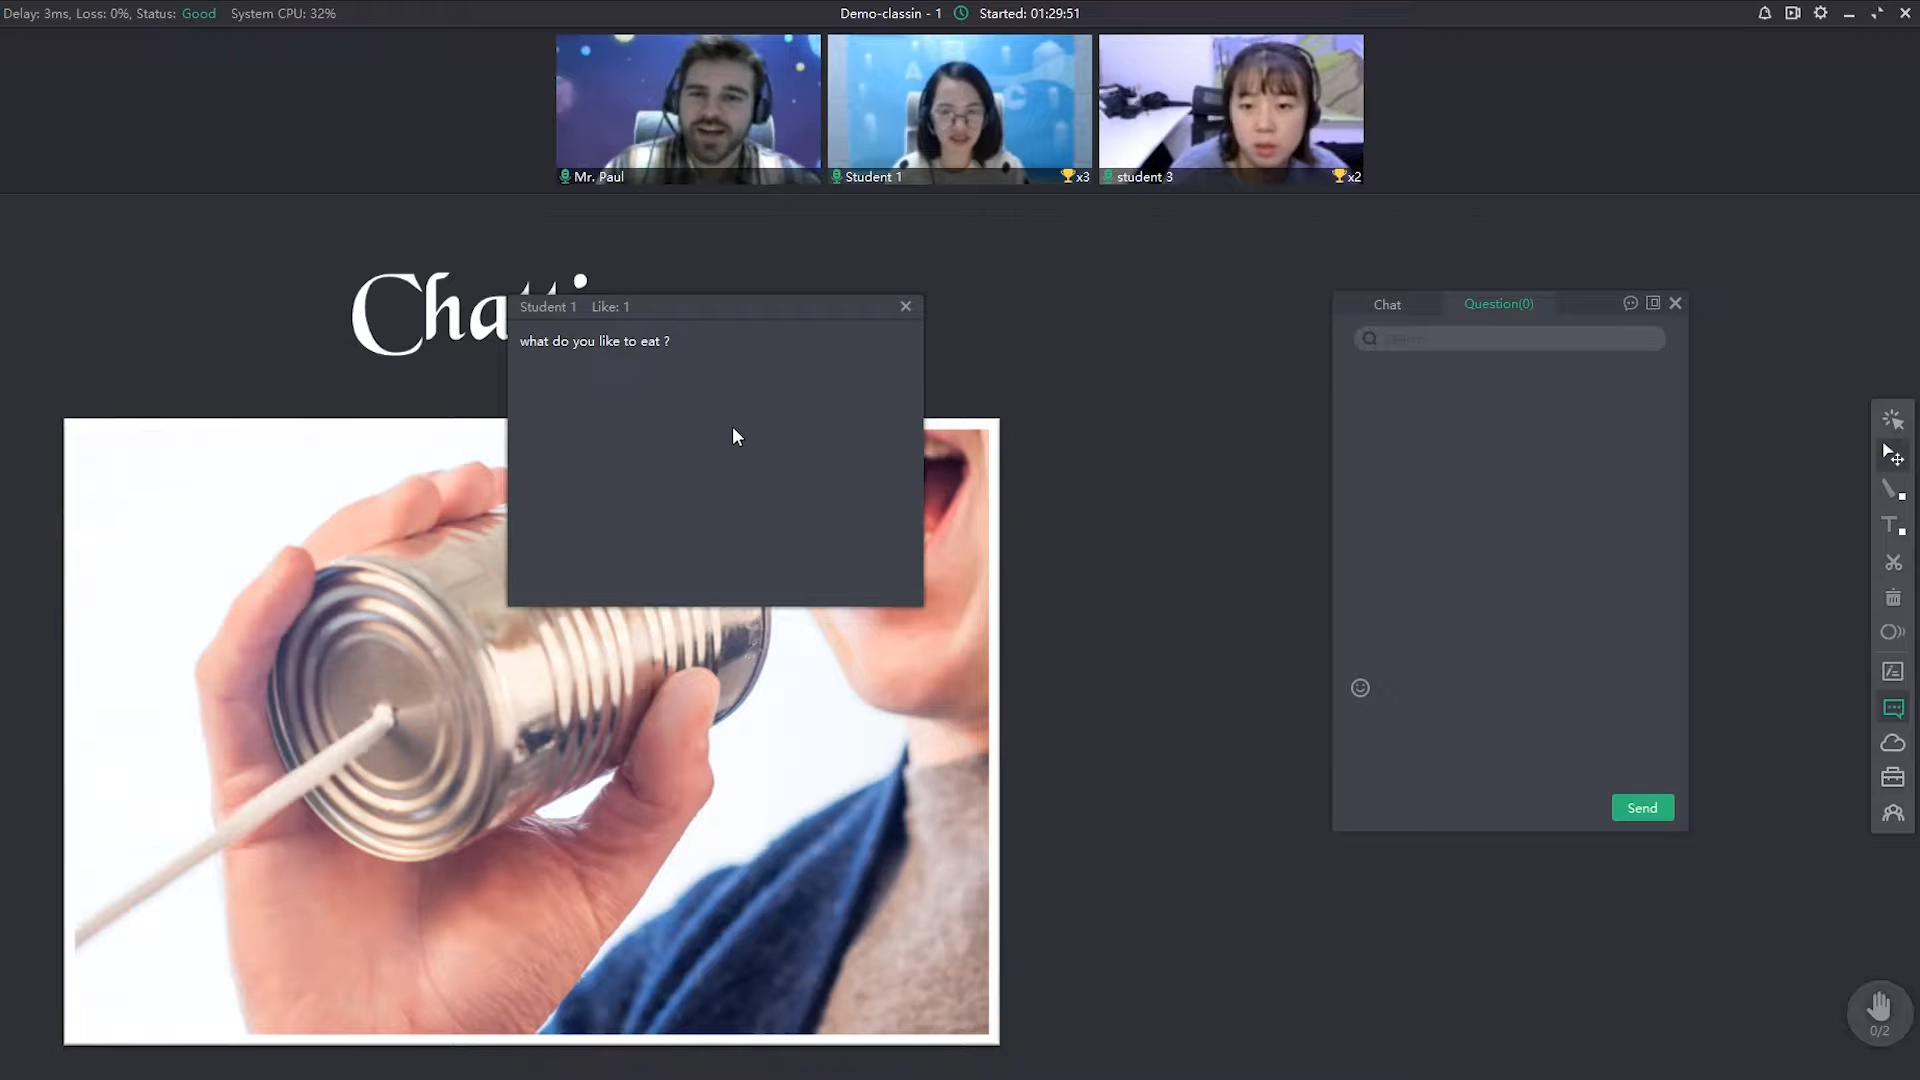 Delay: 3ms, Loss: 0%, Status: Good System CPU: 32%
Demo-classin - 1 Started: 01:29:51
Mr. Paul
Student 1
x3
student 3
x2
Student 1 Like: 1
what do you like to eat ?
Chat
Question(0)
Search
Send
0/2